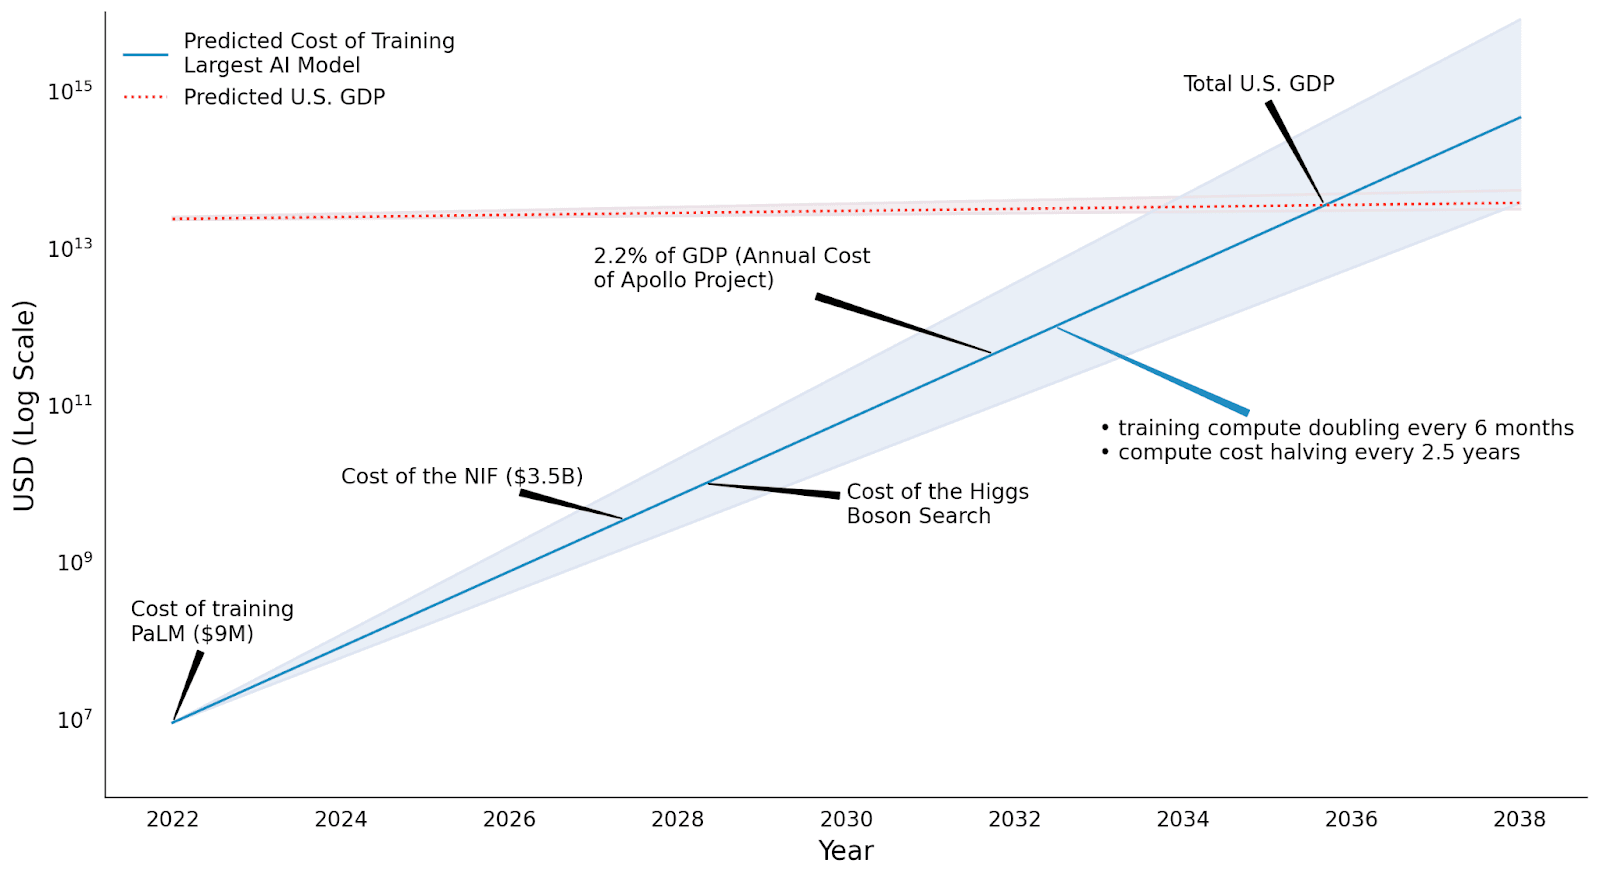 Predicted Cost of Training
Largest AI Model
Predicted U.S. GDP
Total U.S. GDP
2.2% of GDP (Annual Cost
of Apollo Project)
• training compute doubling every 6 months
• compute cost halving every 2.5 years
Cost of the NIF ($3.5B)
Cost of the Higgs
Boson Search
Cost of training
PaLM ($9M)
USD (Log Scale)
10¹⁵
10¹³
10¹¹
10⁹
10⁷
2022 2024 2026 2028 2030 2032 2034 2036 2038
Year